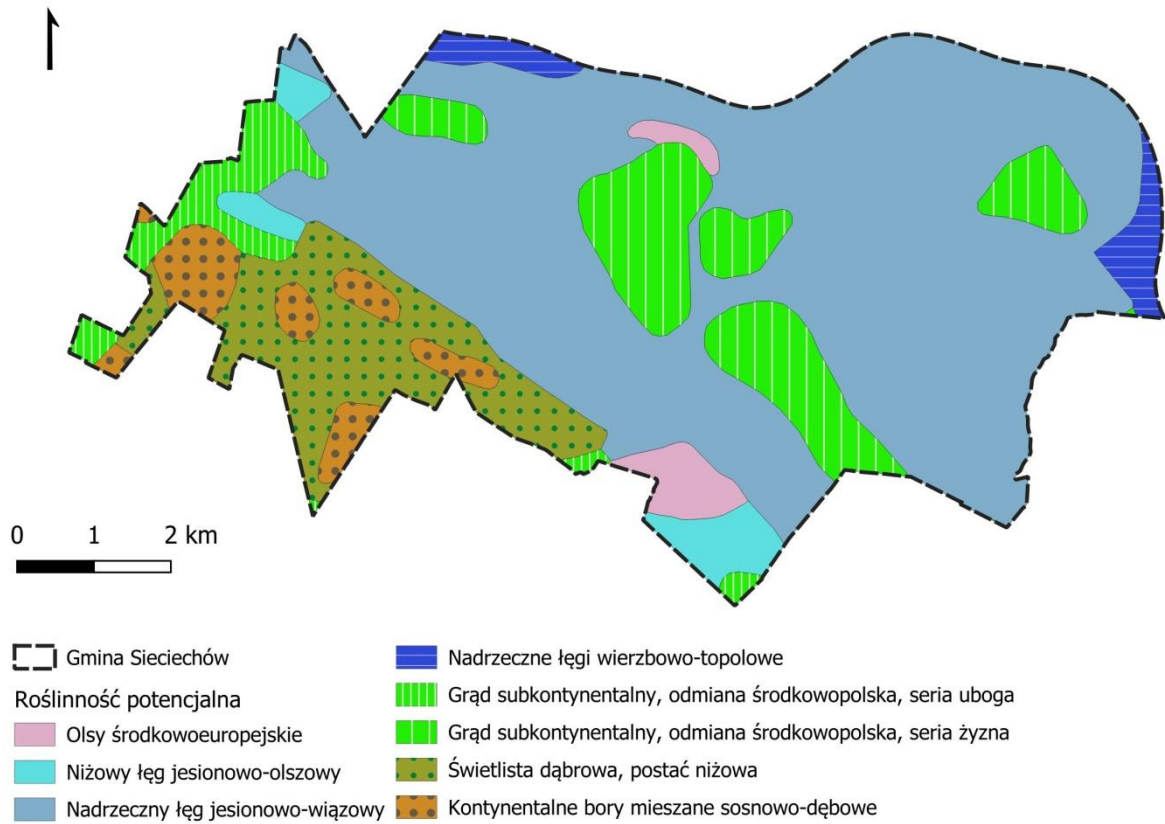 0 1 2 km
Gmina Sieciechów
Roślinność potencjalna
Olsy środkowoeuropejskie
Niżowy łęg jesionowo-olszowy
Nadrzeczny łęg jesionowo-wiązowy
Nadrzeczne łęgi wierzbowo-topolowe
Grąd subkontynentalny, odmiana środkowopolska, seria uboga
Grąd subkontynentalny, odmiana środkowopolska, seria żyzna
Świetlista dąbrowa, postać niżowa
Kontynentalne bory mieszane sosnowo-dębowe